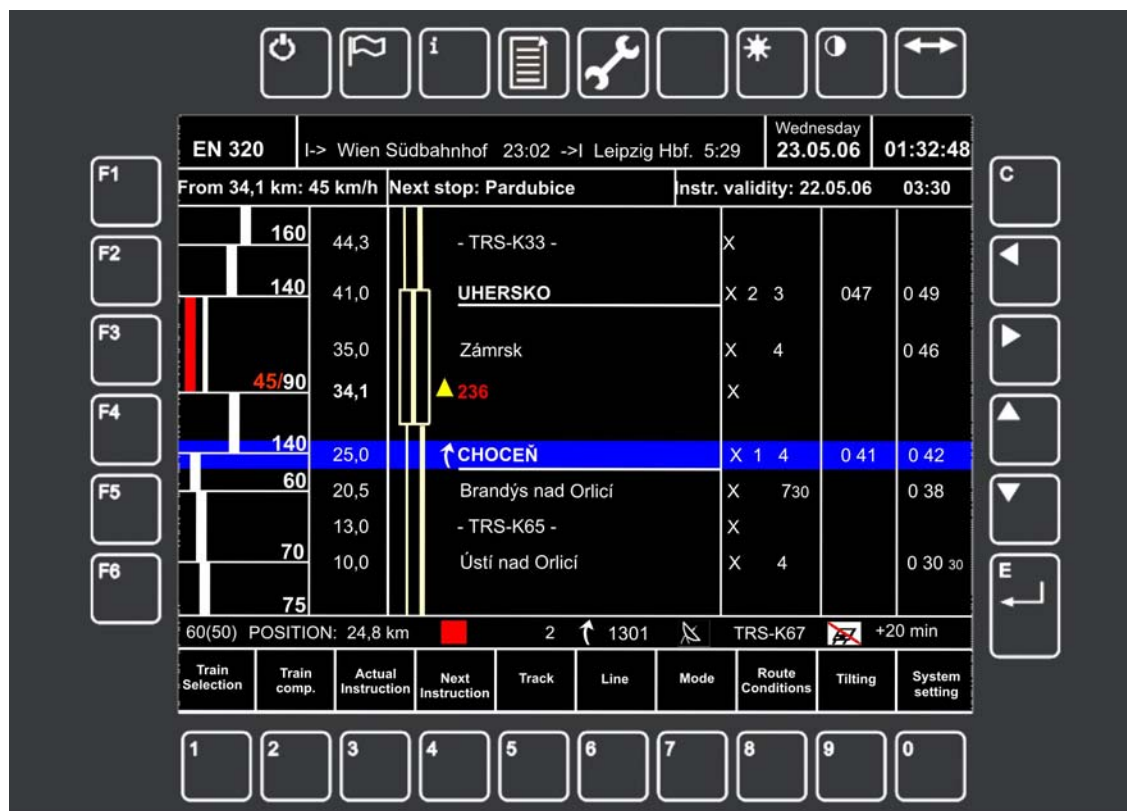 i
EN 320 I-> Wien Südbahnhof 23:02 ->I Leipzig Hbf. 5:29 Wednesday 23.05.06 01:32:48
From 34,1 km: 45 km/h Next stop: Pardubice Instr. validity: 22.05.06 03:30
F1
F2
F3
F4
F5
F6
160 44,3 - TRS-K33 - X
140 41,0 UHERSKO X 2 3 047 0 49
35,0 Zámrsk X 4 0 46
45/90 34,1 236 X
140 25,0 CHOCEŇ X 1 4 0 41 0 42
60 20,5 Brandýs nad Orlicí X 730 0 38
13,0 - TRS-K65 - X
70 10,0 Ústí nad Orlicí X 4 0 30 30
75
60(50) POSITION: 24,8 km 2 1301 TRS-K67 +20 min
Train Selection
Train comp.
Actual Instruction
Next Instruction
Track
Line
Mode
Route Conditions
Tilting
System setting
C
E
1 2 3 4 5 6 7 8 9 0